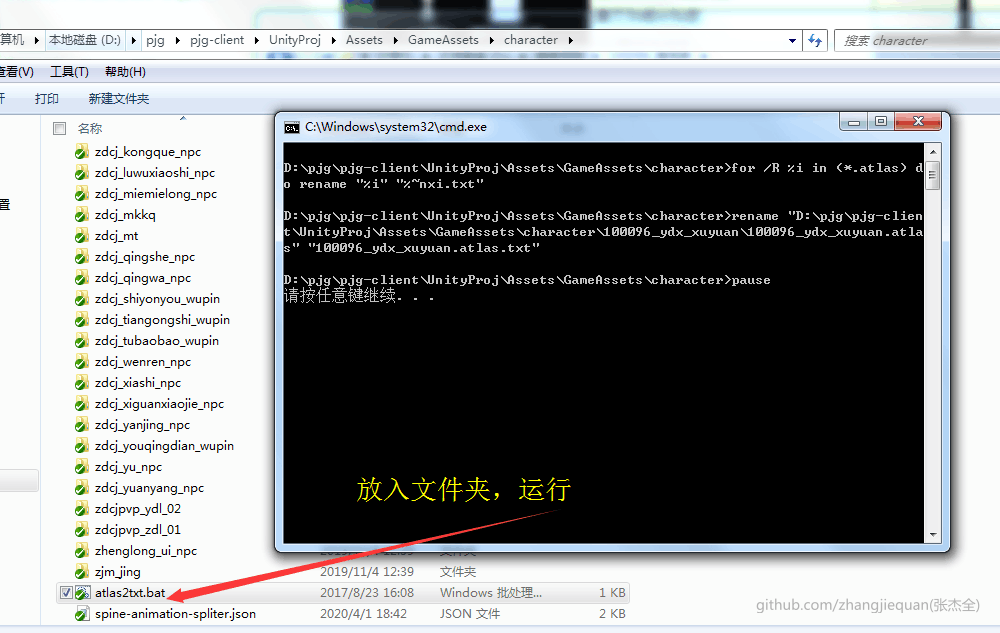 算机 ▸ 本地磁盘 (D:) ▸ pjg ▸ pjg-client ▸ UnityProj ▸ Assets ▸ GameAssets ▸ character ▸ 搜索 character
查看(V) 工具(T) 帮助(H)
打印 新建文件夹
名称
zdcj_kongque_npc
zdcj_luwuxiaoshi_npc
zdcj_miemielong_npc
zdcj_mkkq
zdcj_mt
zdcj_qingshe_npc
zdcj_qingwa_npc
zdcj_shiyonyou_wupin
zdcj_tiangongshi_wupin
zdcj_tubaobao_wupin
zdcj_wenren_npc
zdcj_xiashi_npc
zdcj_xiguanxiaojie_npc
zdcj_yanjing_npc
zdcj_youqingdian_wupin
zdcj_yu_npc
zdcj_yuanyang_npc
zdcjpvp_ydl_02
zdcjpvp_zdl_01
zhenglong_ui_npc
zjm_jing 2019/11/4 12:39 文件夹
atlas2txt.bat 2017/8/23 16:08 Windows 批处理... 1 KB
spine-animation-spliter.json 2020/4/1 18:42 JSON 文件 2 KB
置
C:\Windows\system32\cmd.exe
D:\pjg\pjg-client\UnityProj\Assets\GameAssets\character>for /R %i in (*.atlas) d
o rename "%i" "%~nxi.txt"
D:\pjg\pjg-client\UnityProj\Assets\GameAssets\character>rename "D:\pjg\pjg-clien
t\UnityProj\Assets\GameAssets\character\100096_ydx_xuyuan\100096_ydx_xuyuan.atla
s" "100096_ydx_xuyuan.atlas.txt"
D:\pjg\pjg-client\UnityProj\Assets\GameAssets\character>pause
请按任意键继续. . .
放入文件夹，运行
github.com/zhangjiequan(张杰全)